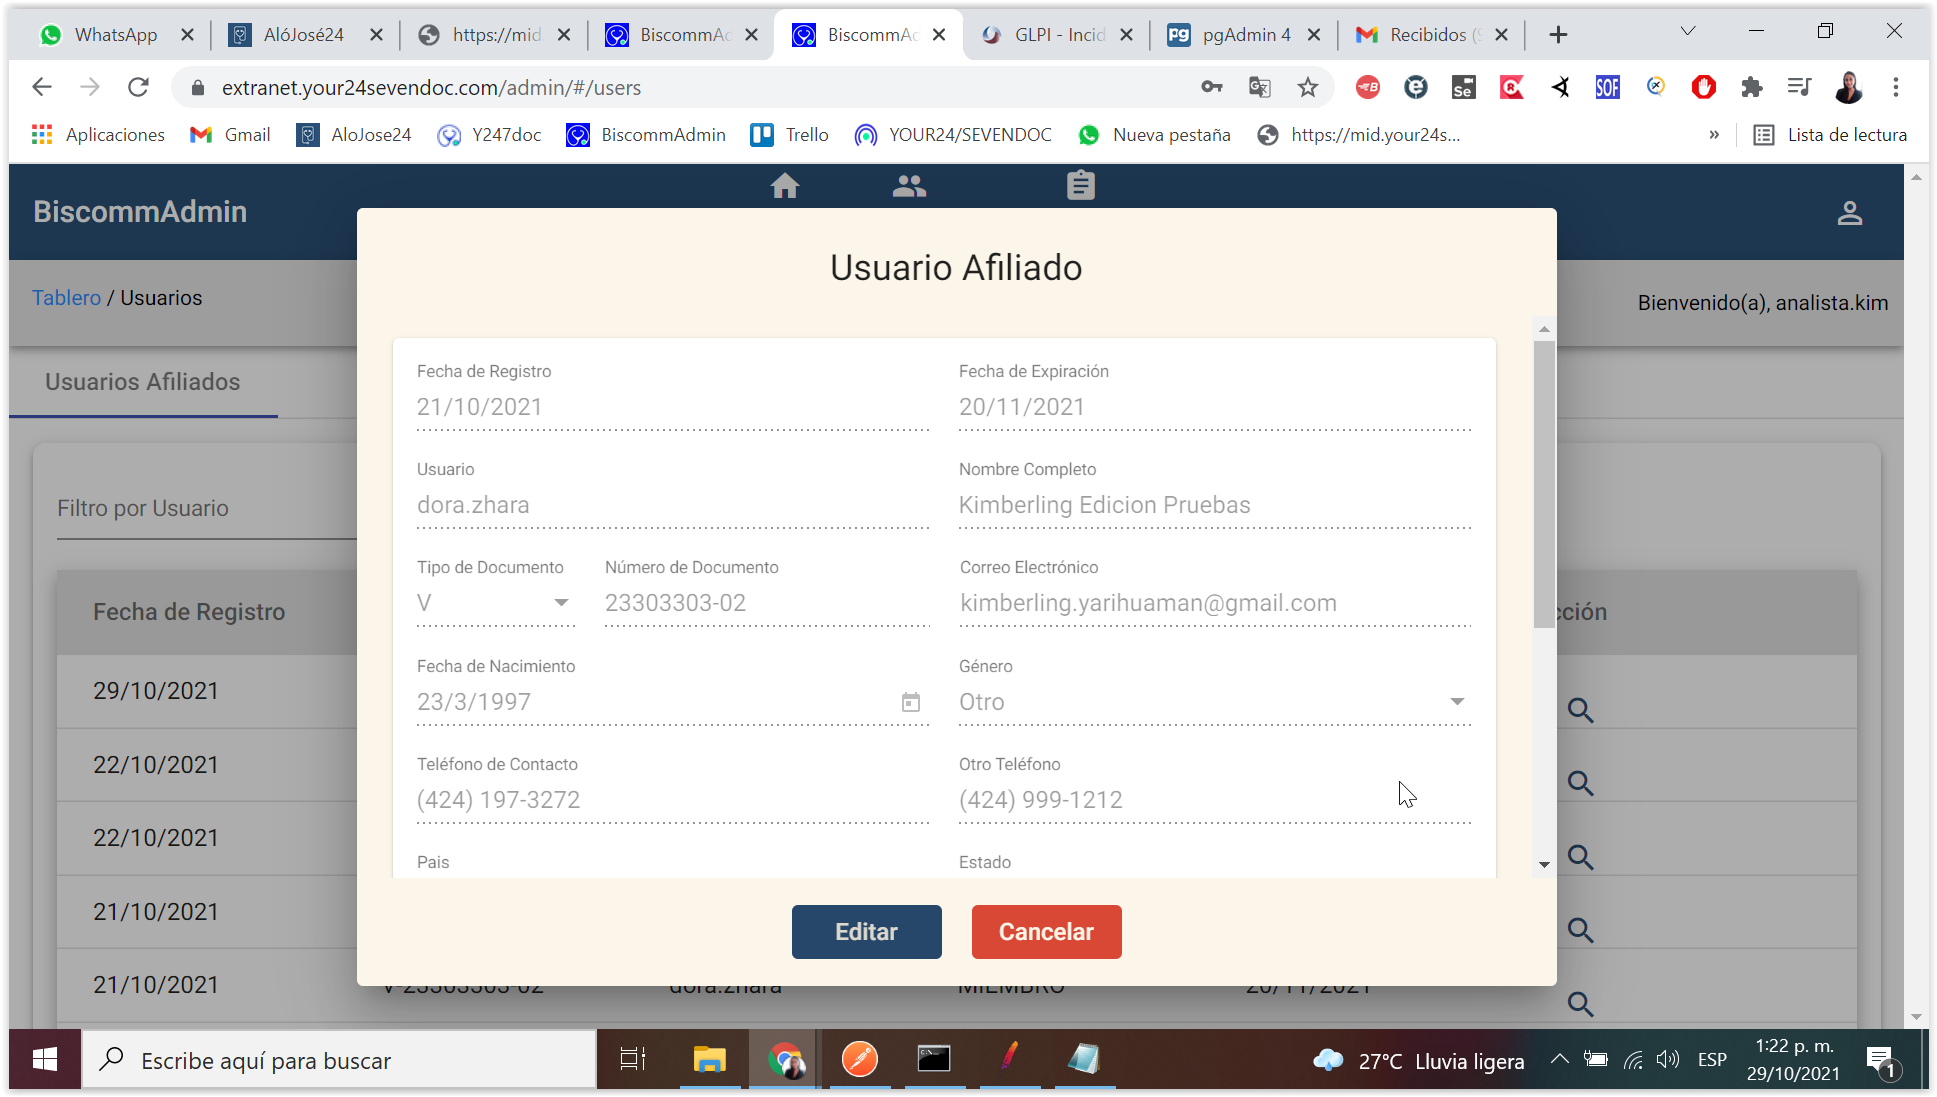 WhatsApp
AlóJosé24
https://mid
BiscommAd
BiscommAd
GLPI - Incid
pgAdmin 4
Recibidos (
extranet.your24sevendoc.com/admin/#/users
Aplicaciones
Gmail
AloJose24
Y247doc
BiscommAdmin
Trello
YOUR24/SEVENDOC
Nueva pestaña
https://mid.your24s...
»
Lista de lectura
BiscommAdmin
Tablero / Usuarios
Bienvenido(a), analista.kim
Usuarios Afiliados
Filtro por Usuario
Fecha de Registro
cción
29/10/2021
22/10/2021
22/10/2021
21/10/2021
21/10/2021
V-23303303-02
dora.zhara
MIEMBRO
20/11/2021
Usuario Afiliado
Fecha de Registro
21/10/2021
Fecha de Expiración
20/11/2021
Usuario
dora.zhara
Nombre Completo
Kimberling Edicion Pruebas
Tipo de Documento
V
Número de Documento
23303303-02
Correo Electrónico
kimberling.yarihuaman@gmail.com
Fecha de Nacimiento
23/3/1997
Género
Otro
Teléfono de Contacto
(424) 197-3272
Otro Teléfono
(424) 999-1212
Pais
Estado
Editar
Cancelar
Escribe aquí para buscar
27°C Lluvia ligera
ESP
1:22 p. m.
29/10/2021
1